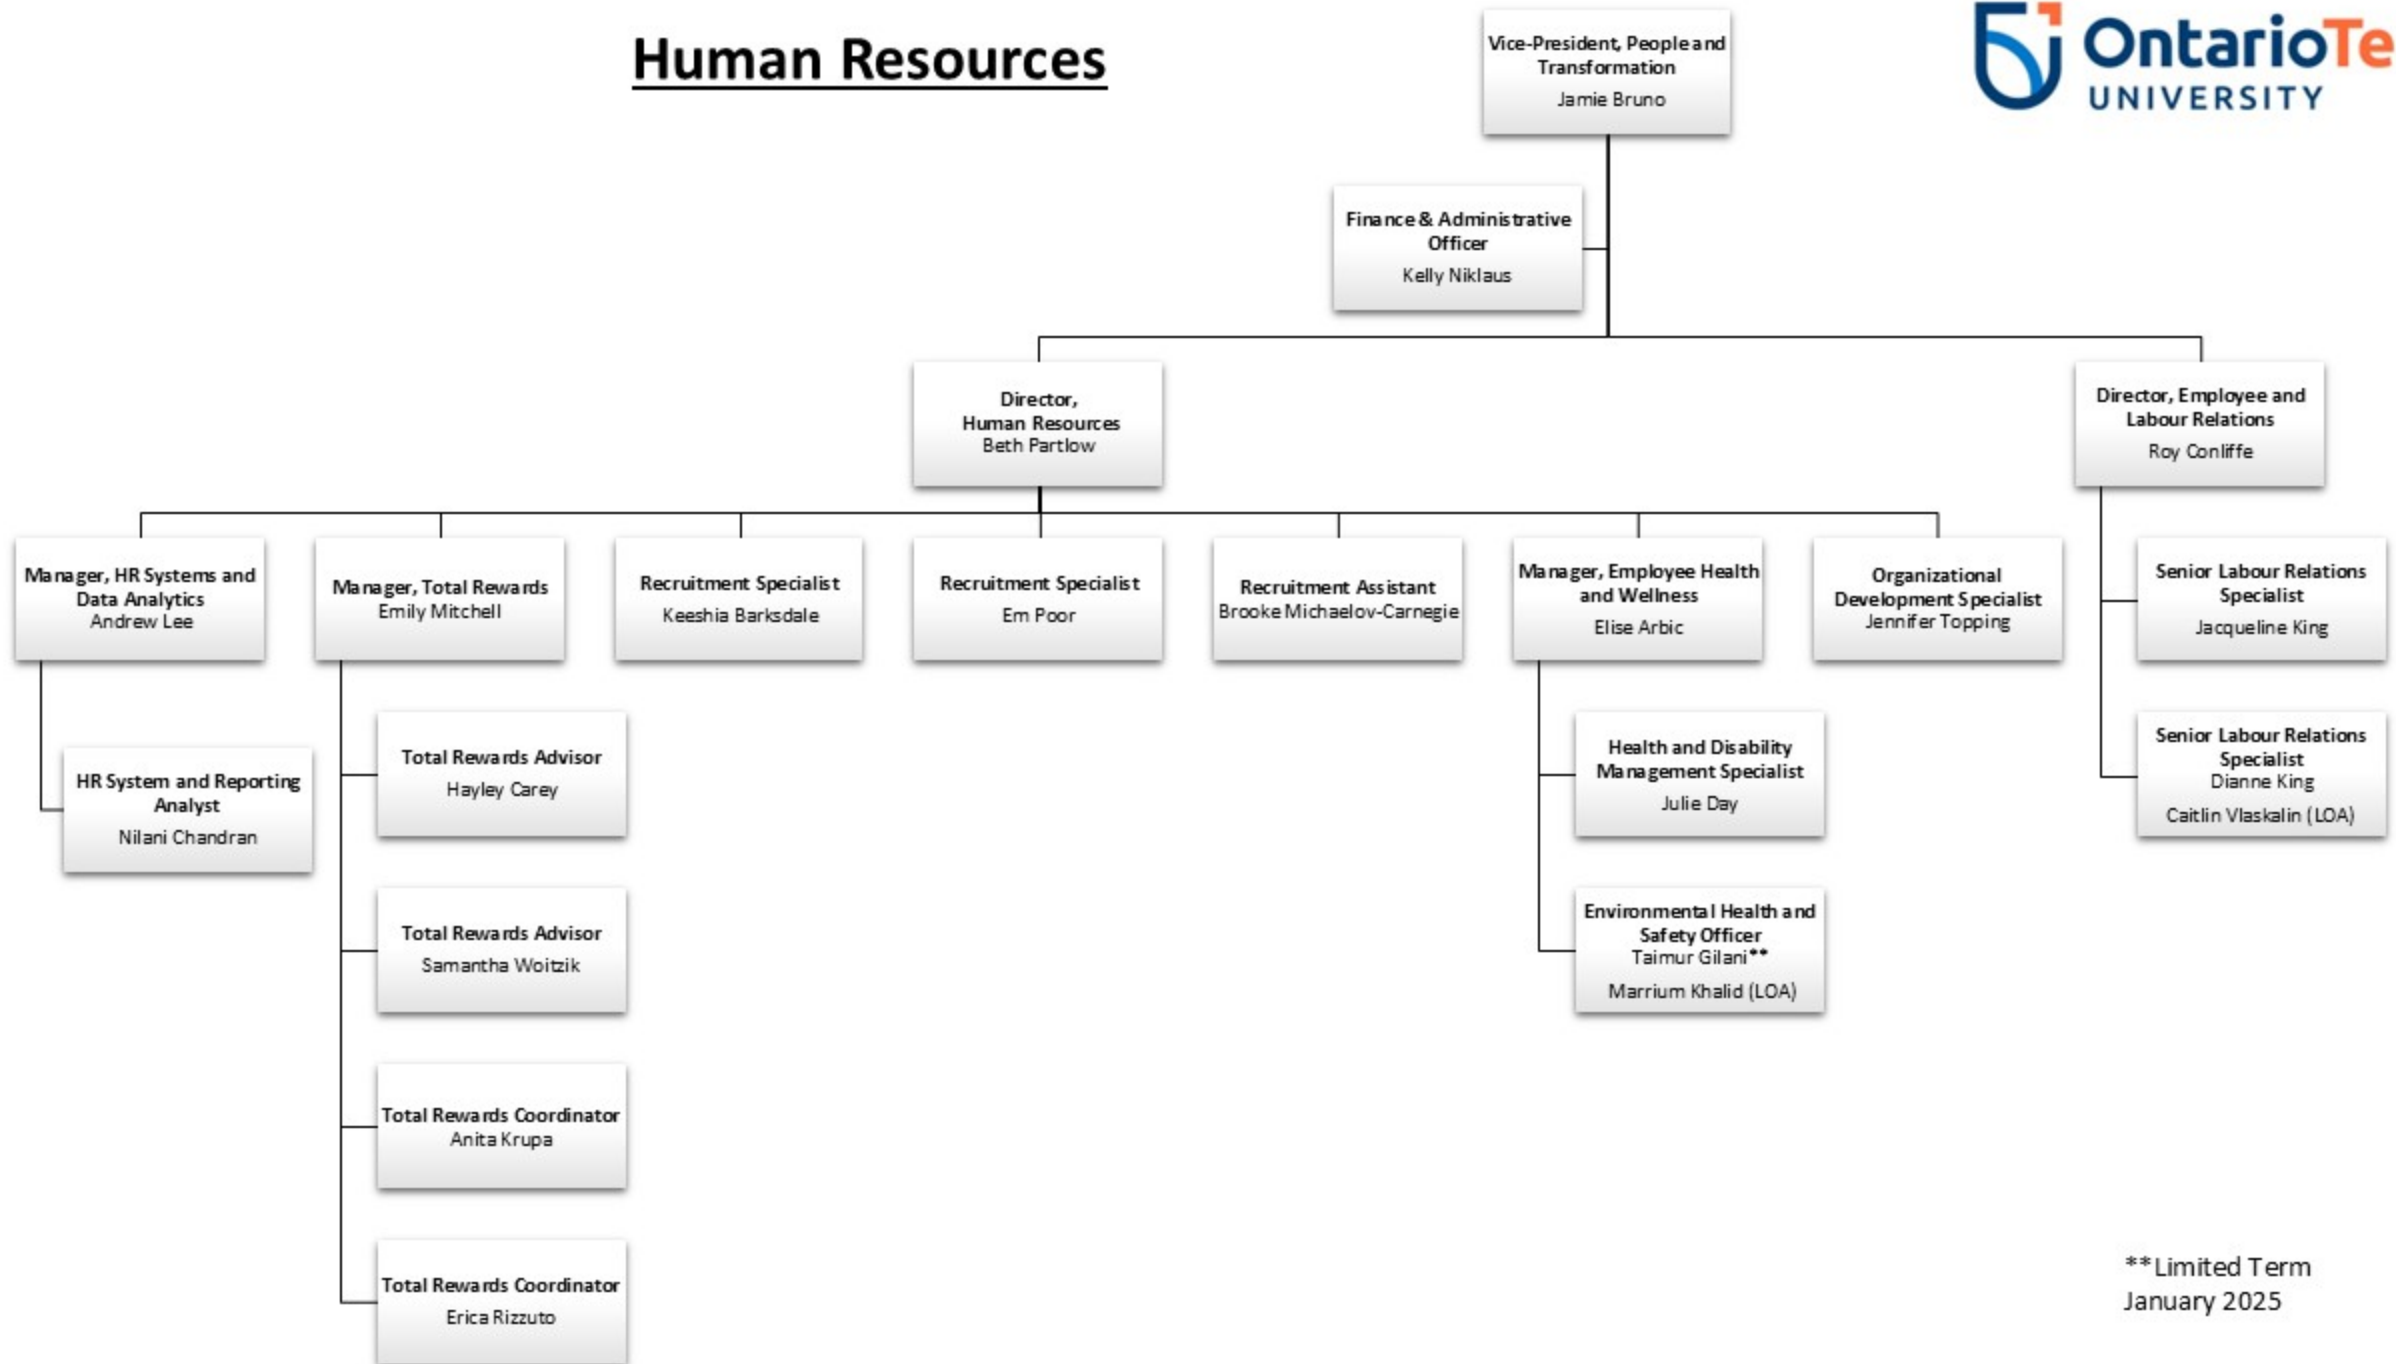 Human Resources
OntarioTe
UNIVERSITY
Vice-President, People and
Transformation
Jamie Bruno
Finance & Administrative
Officer
Kelly Niklaus
Director,
Human Resources
Beth Partlow
Director, Employee and
Labour Relations
Roy Conliffe
Manager, HR Systems and
Data Analytics
Andrew Lee
Manager, Total Rewards
Emily Mitchell
Recruitment Specialist
Keeshia Barksdale
Recruitment Specialist
Em Poor
Recruitment Assistant
Brooke Michaelov-Carnegie
Manager, Employee Health
and Wellness
Elise Arbic
Organizational
Development Specialist
Jennifer Topping
Senior Labour Relations
Specialist
Jacqueline King
HR System and Reporting
Analyst
Nilani Chandran
Total Rewards Advisor
Hayley Carey
Health and Disability
Management Specialist
Julie Day
Senior Labour Relations
Specialist
Dianne King
Caitlin Vlaskalin (LOA)
Total Rewards Advisor
Samantha Woitzik
Environmental Health and
Safety Officer
Taimur Gilani**
Marrium Khalid (LOA)
Total Rewards Coordinator
Anita Krupa
Total Rewards Coordinator
Erica Rizzuto
**Limited Term
January 2025